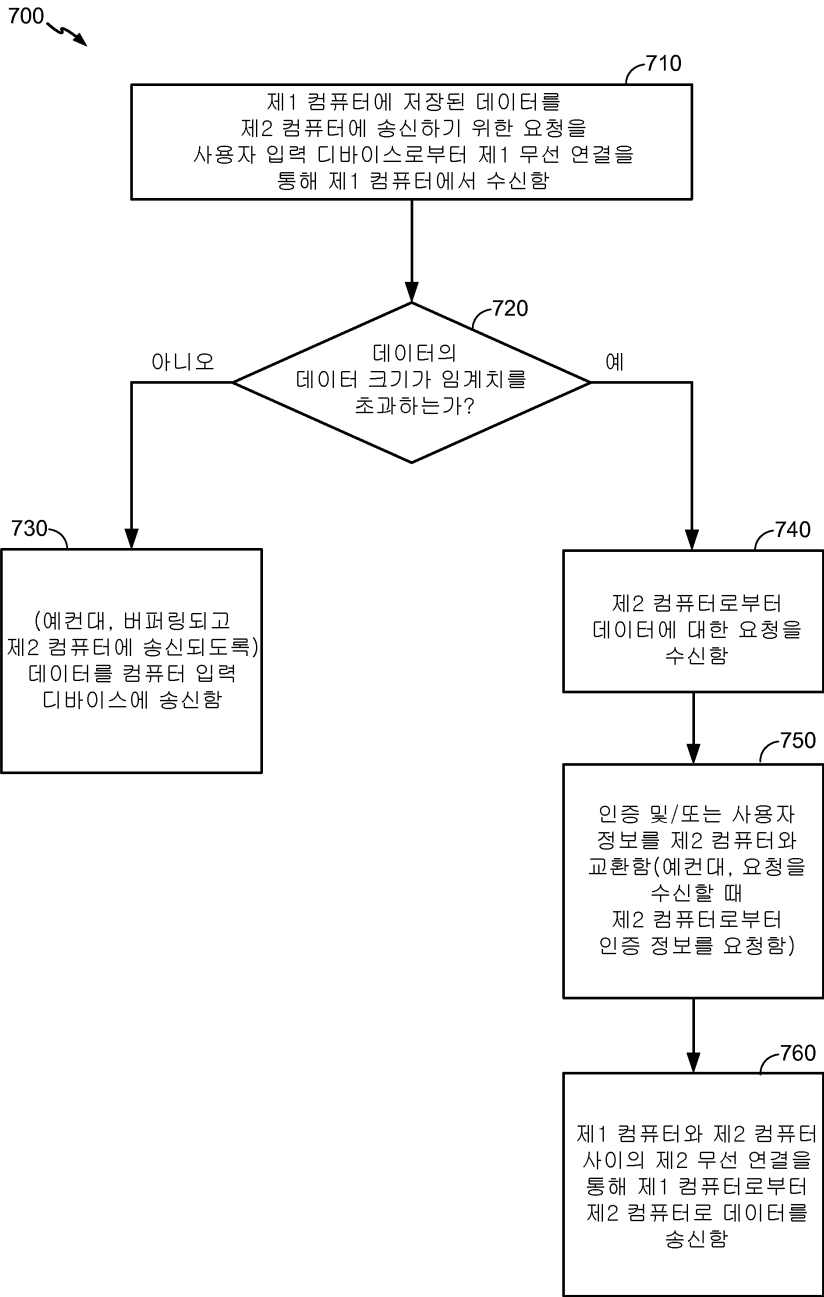 700
710
제1 컴퓨터에 저장된 데이터를
제2 컴퓨터에 송신하기 위한 요청을
사용자 입력 디바이스로부터 제1 무선 연결을
통해 제1 컴퓨터에서 수신함
720
데이터의
데이터 크기가 임계치를
초과하는가?
아니오
예
730
(예컨대, 버퍼링되고
제2 컴퓨터에 송신되도록)
데이터를 컴퓨터 입력
디바이스에 송신함
740
제2 컴퓨터로부터
데이터에 대한 요청을
수신함
750
인증 및/또는 사용자
정보를 제2 컴퓨터와
교환함(예컨대, 요청을
수신할 때
제2 컴퓨터로부터
인증 정보를 요청함)
760
제1 컴퓨터와 제2 컴퓨터
사이의 제2 무선 연결을
통해 제1 컴퓨터로부터
제2 컴퓨터로 데이터를
송신함